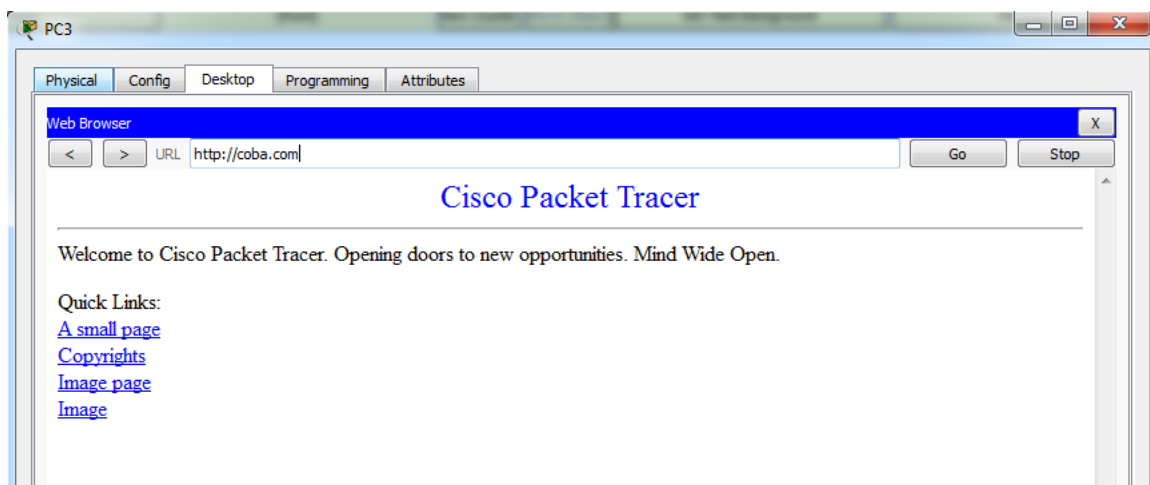 PC3
Physical Config Desktop Programming Attributes
Web Browser X
< > URL http://coba.com Go Stop
Cisco Packet Tracer
Welcome to Cisco Packet Tracer. Opening doors to new opportunities. Mind Wide Open.
Quick Links:
A small page
Copyrights
Image page
Image